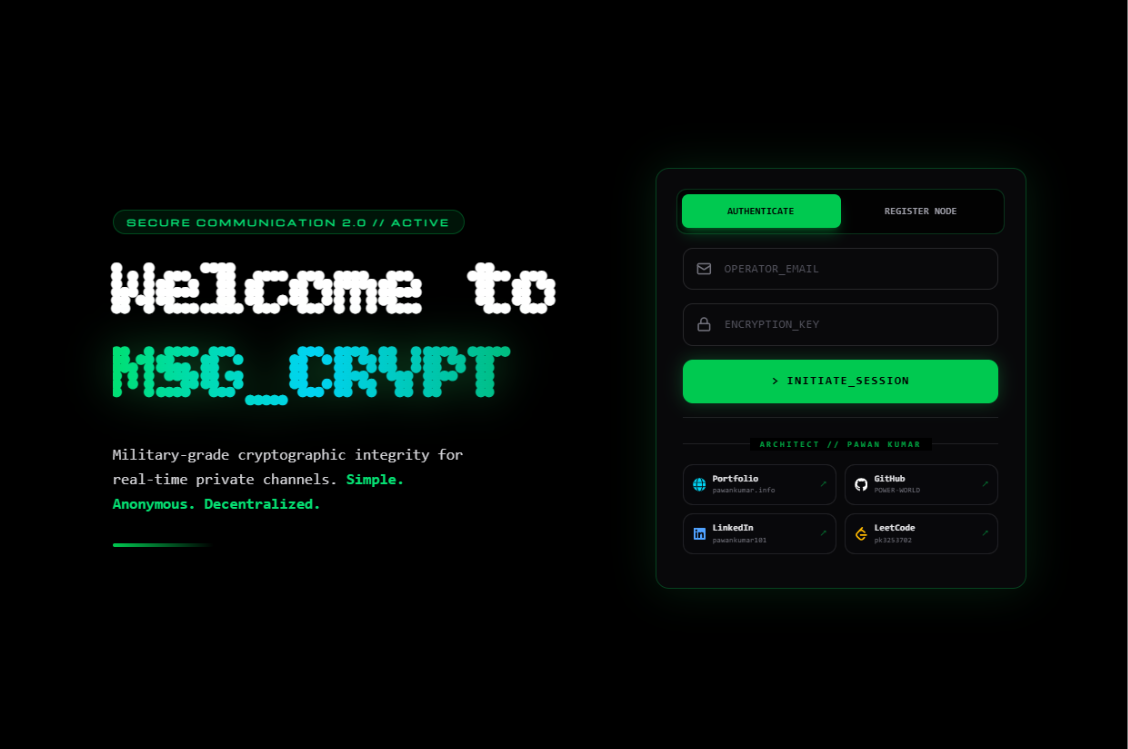 SECURE COMMUNICATION 2.0 // ACTIVE
Welcome to
MSG_CRYPT
Military-grade cryptographic integrity for
real-time private channels. Simple.
Anonymous. Decentralized.
AUTHENTICATE
REGISTER NODE
OPERATOR_EMAIL
ENCRYPTION_KEY
> INITIATE_SESSION
ARCHITECT // PAWAN KUMAR
Portfolio
pawankumar.info
↗
GitHub
POWER-WORLD
↗
LinkedIn
pawankumar101
↗
LeetCode
pk3253702
↗